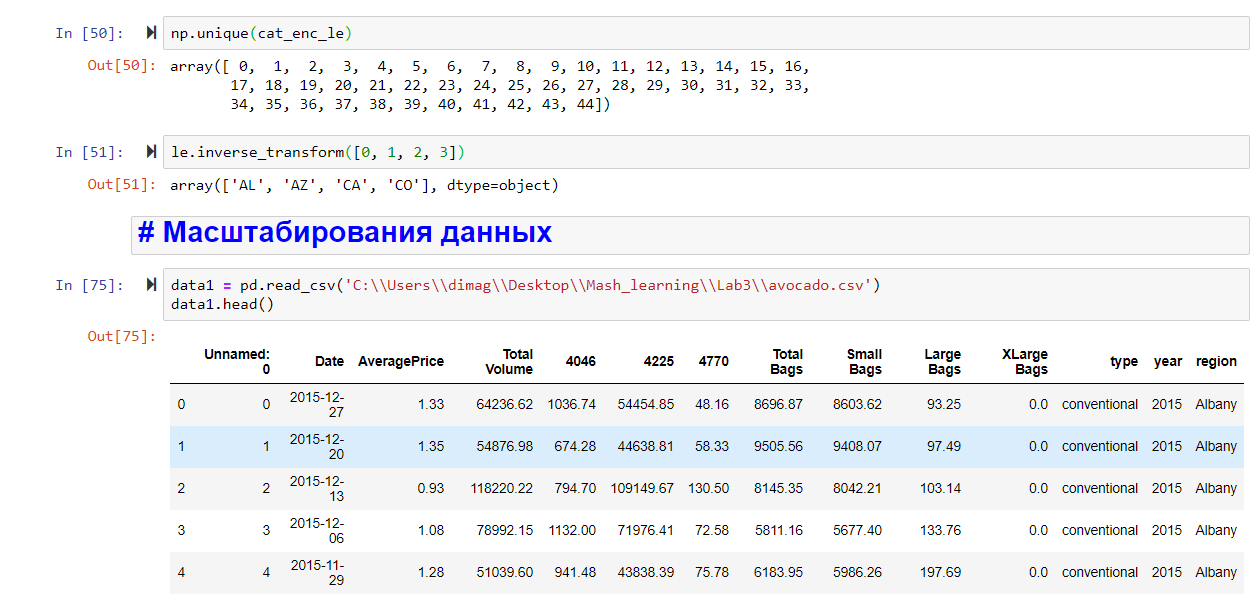 In [50]: np.unique(cat_enc_le)
Out[50]: array([ 0, 1, 2, 3, 4, 5, 6, 7, 8, 9, 10, 11, 12, 13, 14, 15, 16,
17, 18, 19, 20, 21, 22, 23, 24, 25, 26, 27, 28, 29, 30, 31, 32, 33,
34, 35, 36, 37, 38, 39, 40, 41, 42, 43, 44])
In [51]: le.inverse_transform([0, 1, 2, 3])
Out[51]: array(['AL', 'AZ', 'CA', 'CO'], dtype=object)
# Масштабирования данных
In [75]: data1 = pd.read_csv('C:\\Users\\dimag\\Desktop\\Mash_learning\\Lab3\\avocado.csv')
data1.head()
Out[75]:
Unnamed: Total Total Small Large XLarge
0 Date AveragePrice Volume 4046 4225 4770 Bags Bags Bags Bags type year region
0 0 2015-12- 1.33 64236.62 1036.74 54454.85 48.16 8696.87 8603.62 93.25 0.0 conventional 2015 Albany
27
1 1 2015-12- 1.35 54876.98 674.28 44638.81 58.33 9505.56 9408.07 97.49 0.0 conventional 2015 Albany
20
2 2 2015-12- 0.93 118220.22 794.70 109149.67 130.50 8145.35 8042.21 103.14 0.0 conventional 2015 Albany
13
3 3 2015-12- 1.08 78992.15 1132.00 71976.41 72.58 5811.16 5677.40 133.76 0.0 conventional 2015 Albany
06
4 4 2015-11- 1.28 51039.60 941.48 43838.39 75.78 6183.95 5986.26 197.69 0.0 conventional 2015 Albany
29